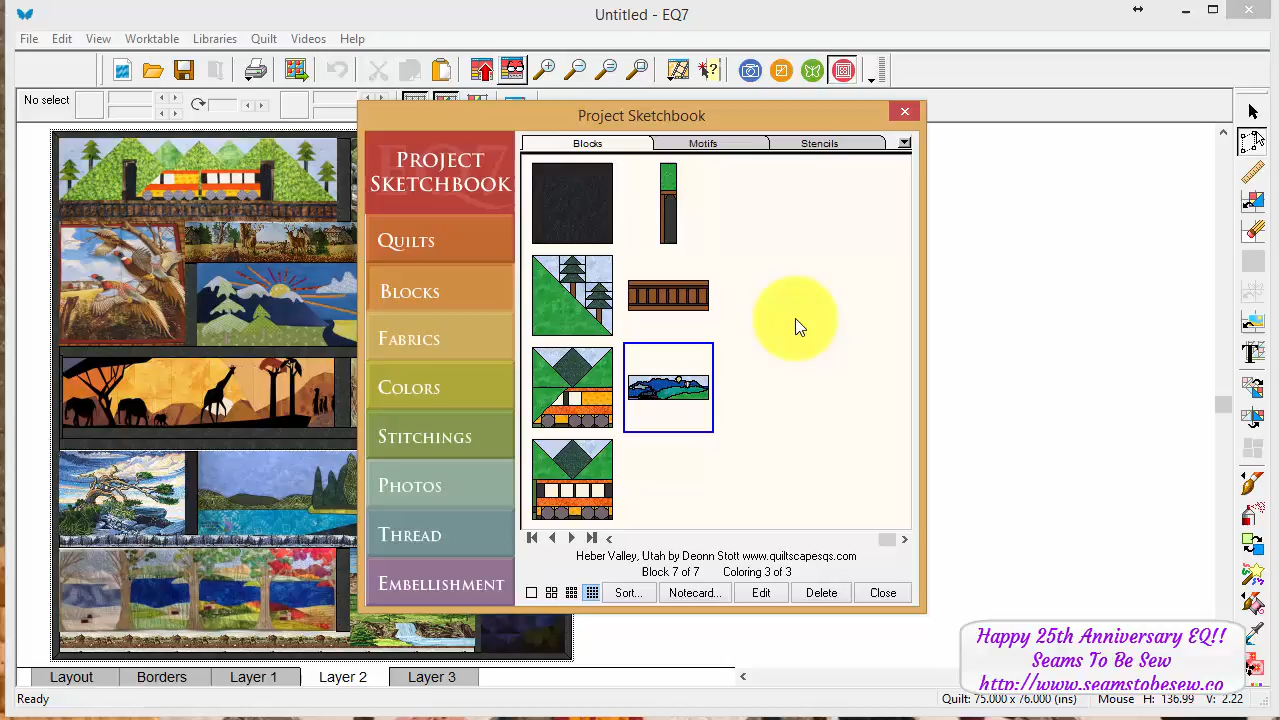 Untitled - EQ7
File Edit View Worktable Libraries Quilt Videos Help
No select
Project Sketchbook
PROJECT
SKETCHBOOK
QUILTS
BLOCKS
FABRICS
COLORS
STITCHINGS
PHOTOS
THREAD
EMBELLISHMENT
Blocks Motifs Stencils
Heber Valley, Utah by Deonn Stott www.quiltscapesqs.com
Block 7 of 7 Coloring 3 of 3
Sort... Notecard... Edit Delete Close
Happy 25th Anniversary EQ!!
Seams To Be Sew
http://www.seamstobesew.co
Layout Borders Layer 1 Layer 2 Layer 3
Ready
Quilt: 75.000 x 76.000 (ins) Mouse H: 136.99 V: 2.22